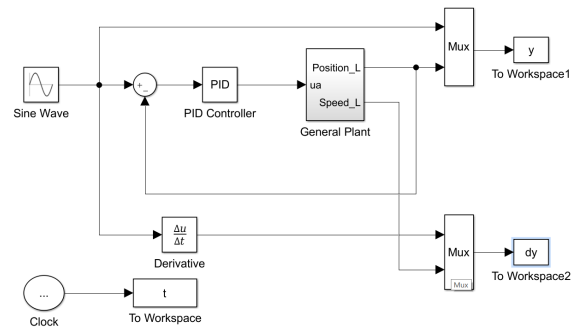 Mux
y
To Workspace1
Sine Wave
+
_
PID
PID Controller
Position_L
ua
Speed_L
General Plant
Δu
Δt
Derivative
Mux
Mux
dy
To Workspace2
...
Clock
t
To Workspace